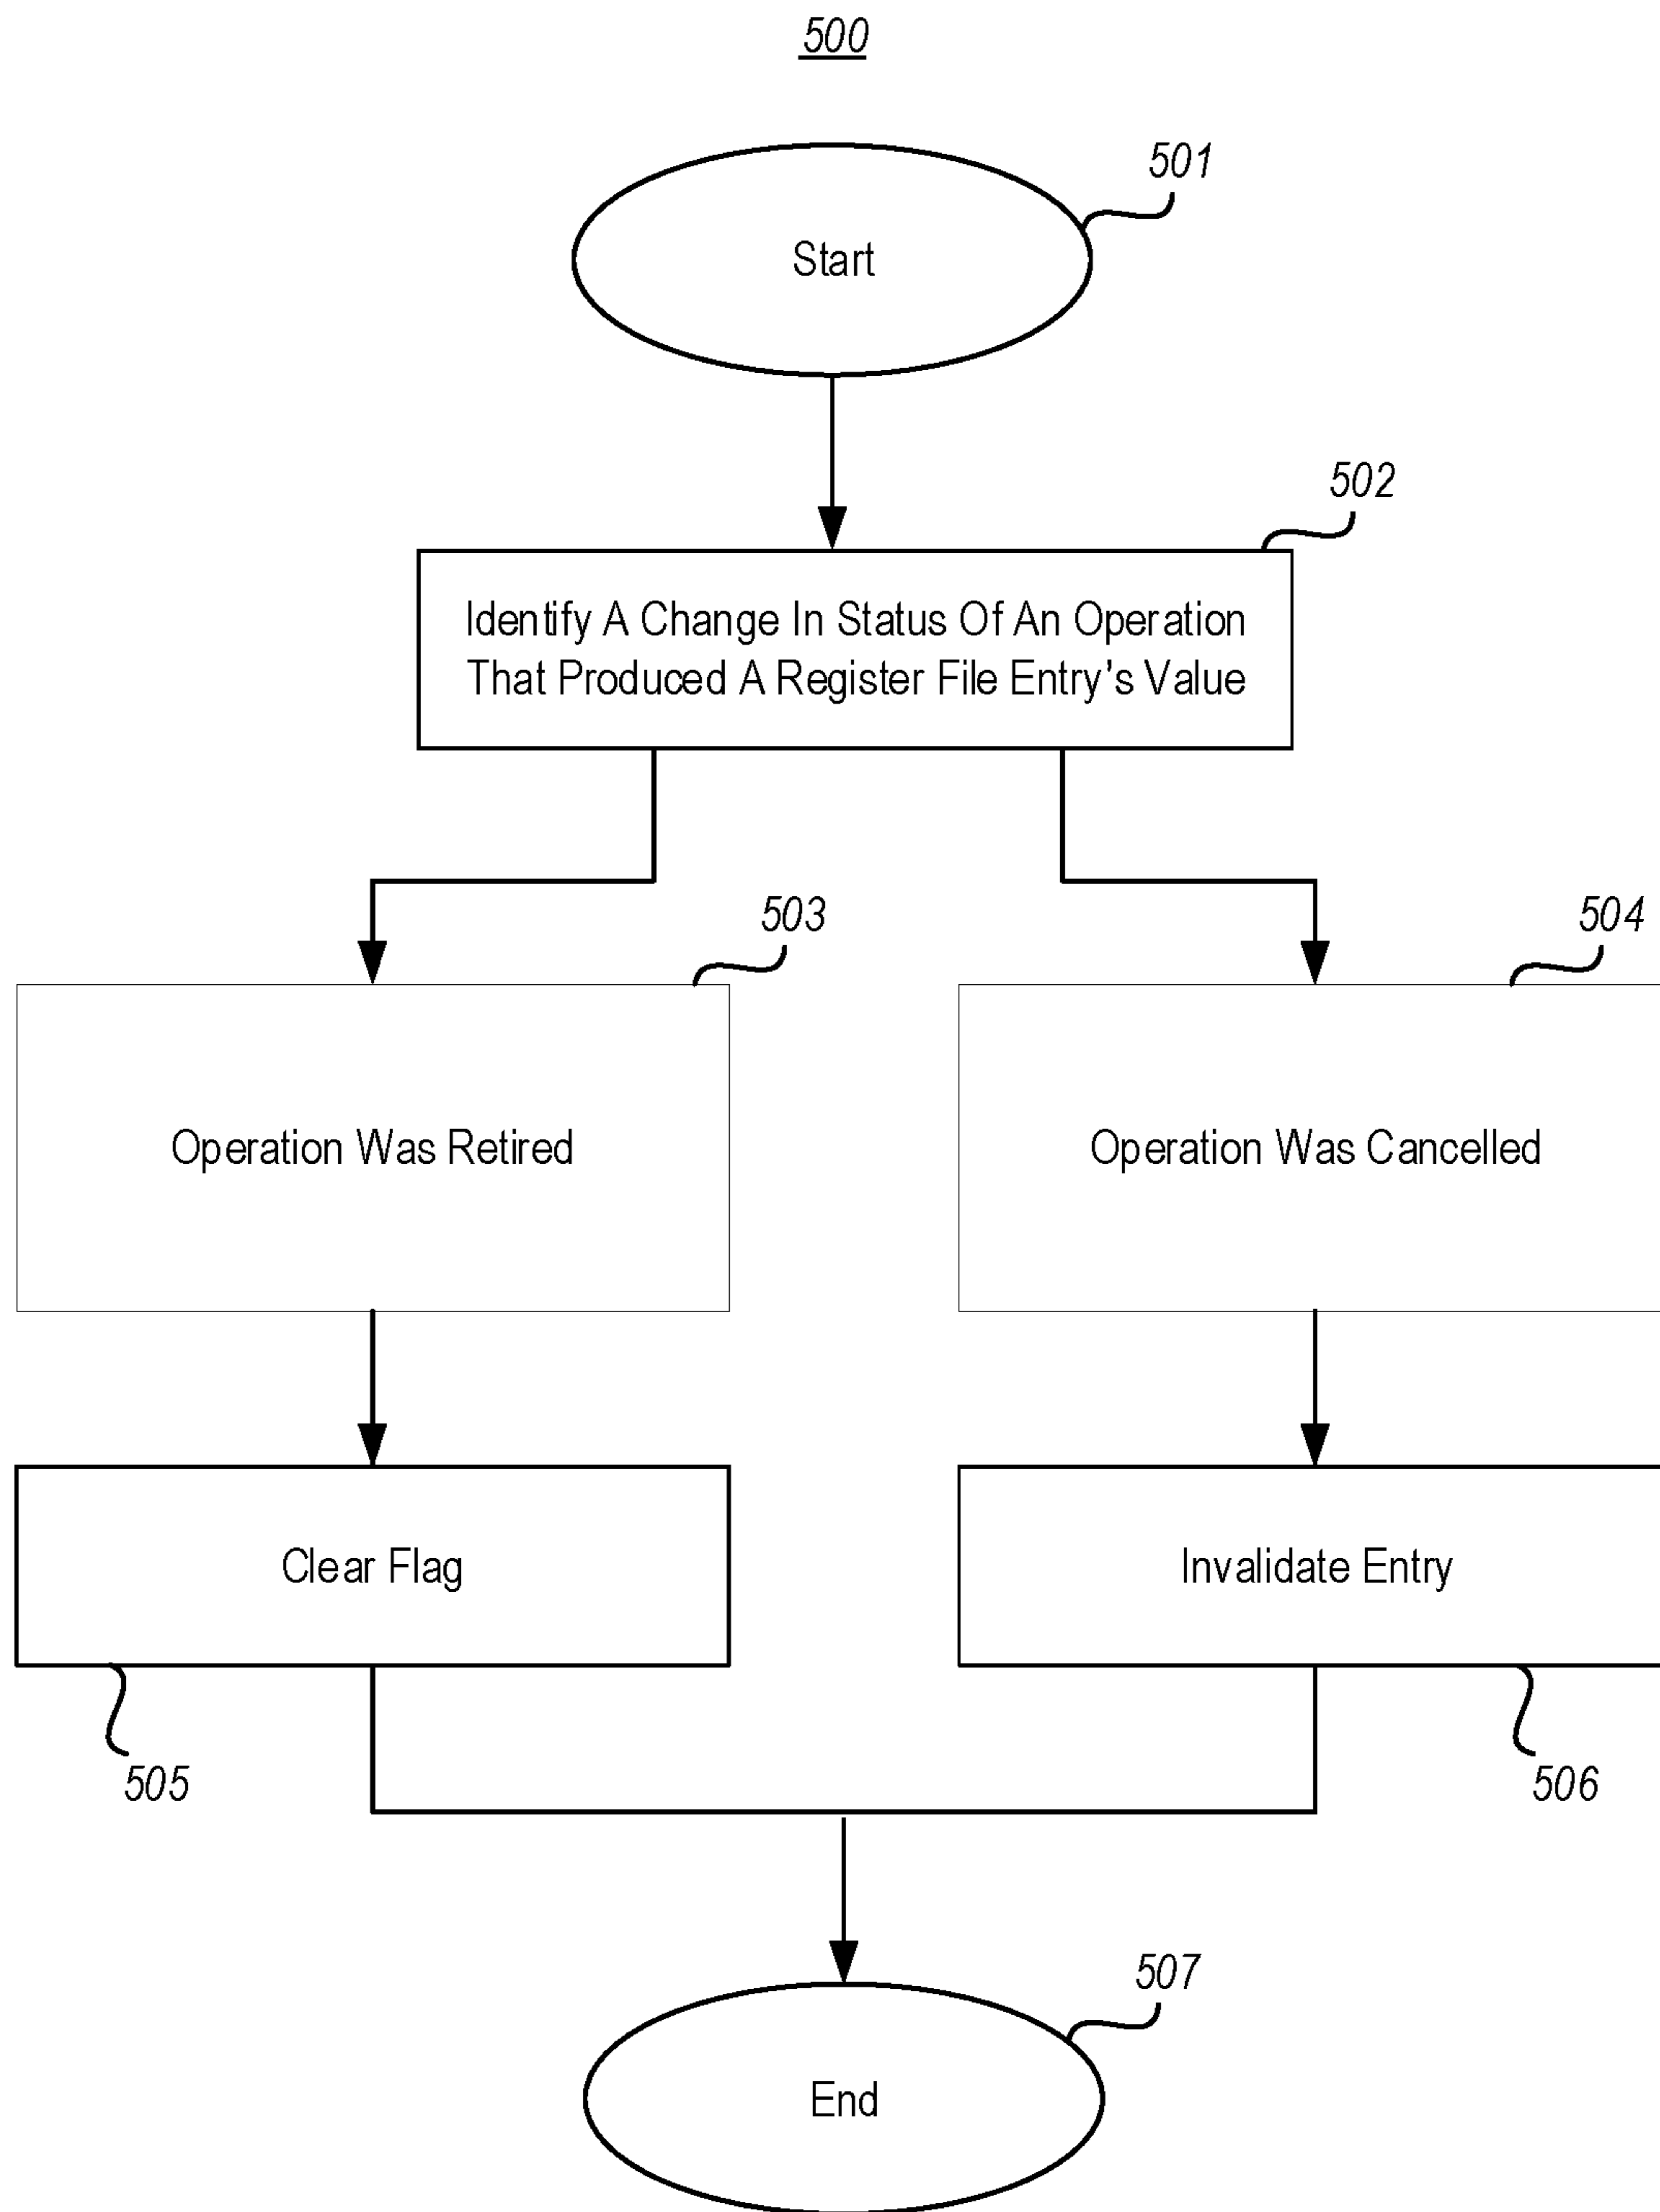 500
501
Start
502
Identify A Change In Status Of An Operation
That Produced A Register File Entry's Value
503
504
Operation Was Retired
Operation Was Cancelled
Clear Flag
Invalidate Entry
505
506
507
End